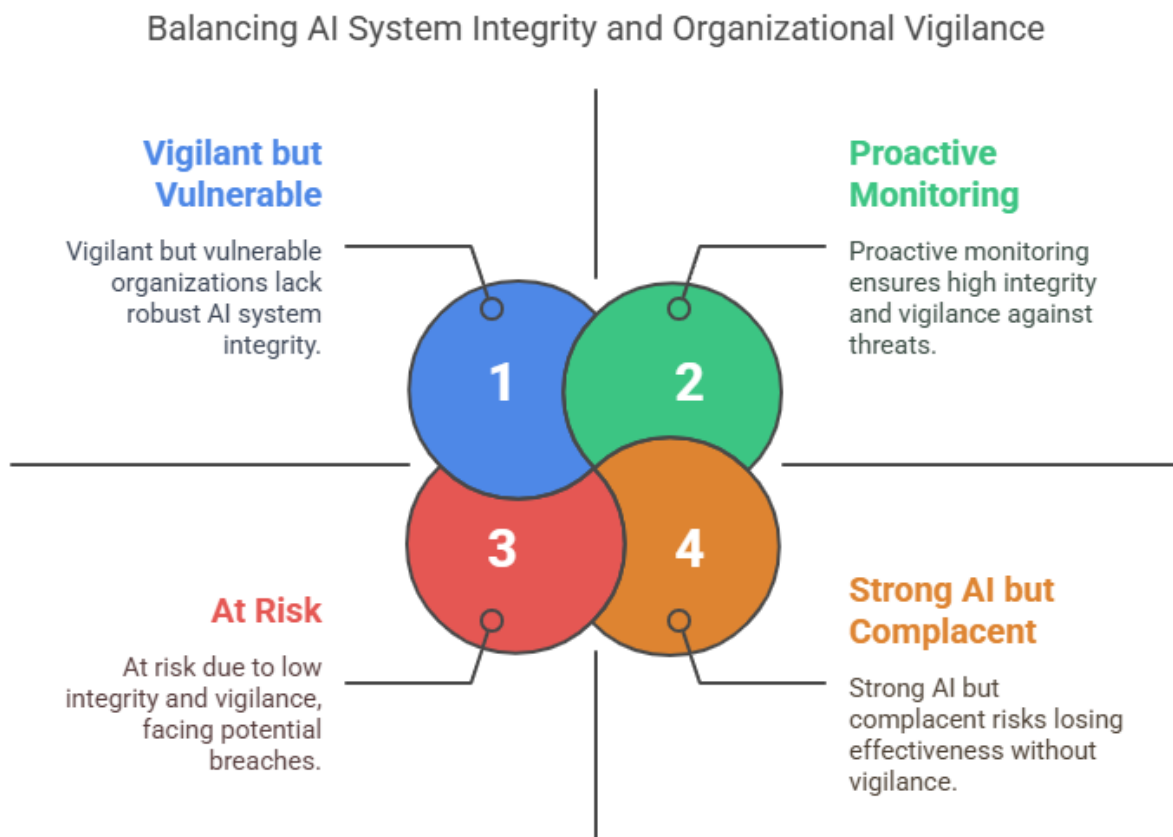 Balancing AI System Integrity and Organizational Vigilance
Vigilant but
Vulnerable
Vigilant but vulnerable
organizations lack
robust AI system
integrity.
Proactive
Monitoring
Proactive monitoring
ensures high integrity
and vigilance against
threats.
1
2
3
4
At Risk
At risk due to low
integrity and vigilance,
facing potential
breaches.
Strong AI but
Complacent
Strong AI but
complacent risks losing
effectiveness without
vigilance.